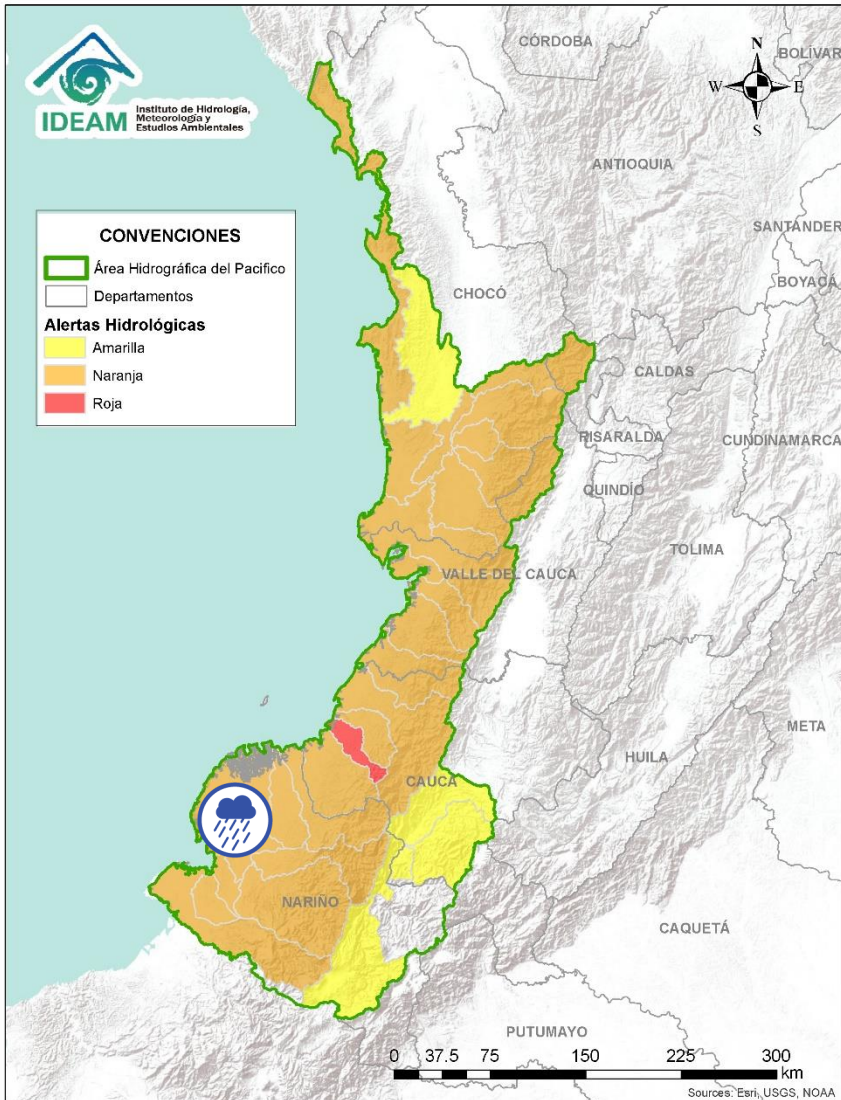 CÓRDOBA
BOLÍVAR
N
W
E
S
IDEAM
Instituto de Hidrología,
Meteorología y
Estudios Ambientales
ANTIOQUIA
SANTANDER
BOYACÁ
CONVENCIONES
Área Hidrográfica del Pacifico
Departamentos
Alertas Hidrológicas
Amarilla
Naranja
Roja
CHOCÓ
CALDAS
RISARALDA
CUNDINAMARCA
QUINDÍO
TOLIMA
VALLE DEL CAUCA
META
HUILA
CAUCA
NARIÑO
CAQUETÁ
PUTUMAYO
0 37.5 75 150 225 300
km
Sources: Esri, USGS, NOAA